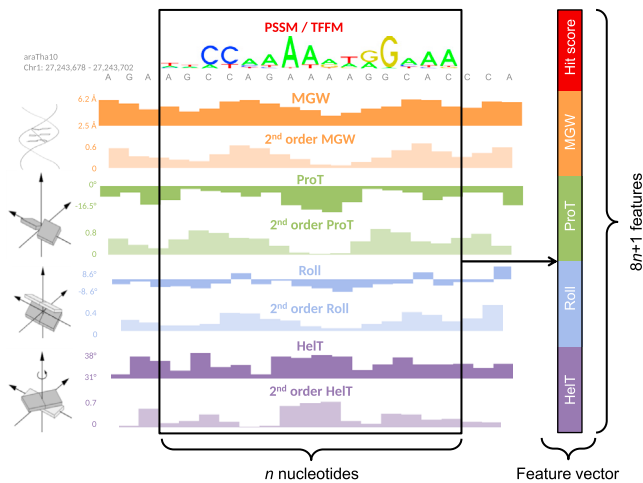 PSSM / TFFM
araTha10
Chr1: 27,243,678 - 27,243,702
CCAAAAATGGAAA
A G A A G C C A G A A A A G G C A C C C A
6.2 Å
MGW
2.5 Å
0.6
2nd order MGW
0
0°
ProT
-16.5°
0.8
2nd order ProT
0
8.6°
Roll
-8.6°
0.4
2nd order Roll
0
38°
HelT
31°
0.7
2nd order HelT
0
n nucleotides
Hit score
MGW
ProT
Roll
HelT
8n+1 features
Feature vector